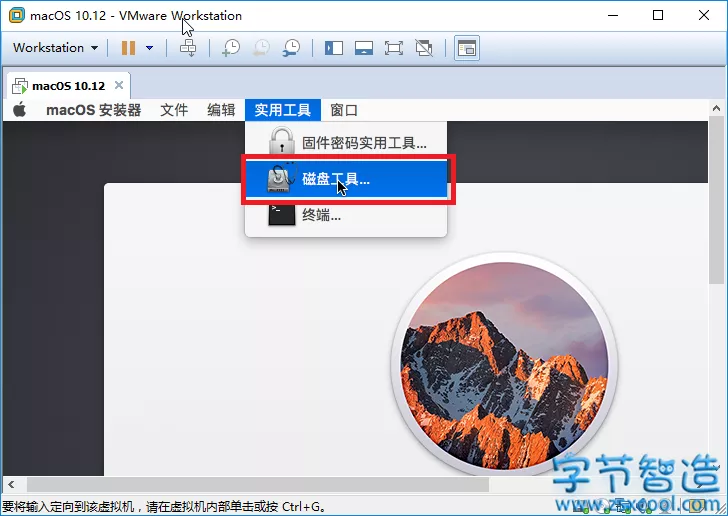 macOS 10.12 - VMware Workstation
Workstation
macOS 10.12
macOS 安装器 文件 编辑 实用工具 窗口
固件密码实用工具...
磁盘工具...
终端...
字节智造
要将输入定向到该虚拟机，请在虚拟机内部单击或按 Ctrl+G。